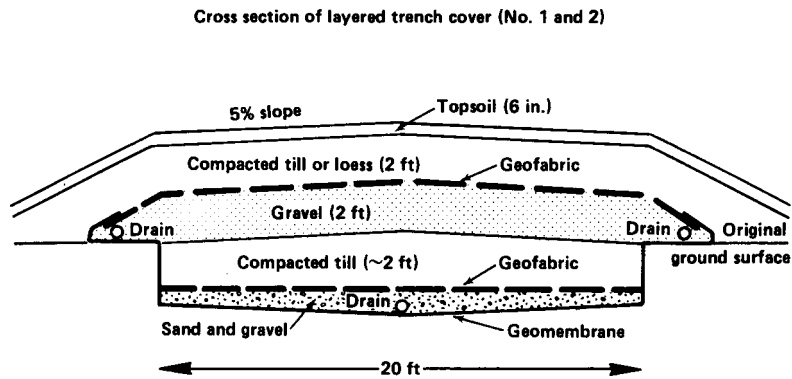 Cross section of layered trench cover (No. 1 and 2)
5% slope
Topsoil (6 in.)
Compacted till or loess (2 ft)
Geofabric
Gravel (2 ft)
Drain
Drain
Original
ground surface
Compacted till (~2 ft)
Geofabric
Drain
Sand and gravel
Geomembrane
20 ft